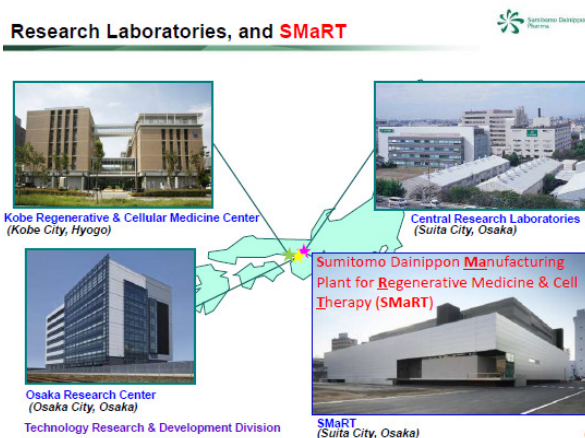 Research Laboratories, and SMaRT
Sumitomo Dainippon
Pharma
Kobe Regenerative & Cellular Medicine Center
(Kobe City, Hyogo)
Central Research Laboratories
(Suita City, Osaka)
Sumitomo Dainippon Manufacturing
Plant for Regenerative Medicine & Cell
Therapy (SMaRT)
Osaka Research Center
(Osaka City, Osaka)
Technology Research & Development Division
SMaRT
(Suita City, Osaka)